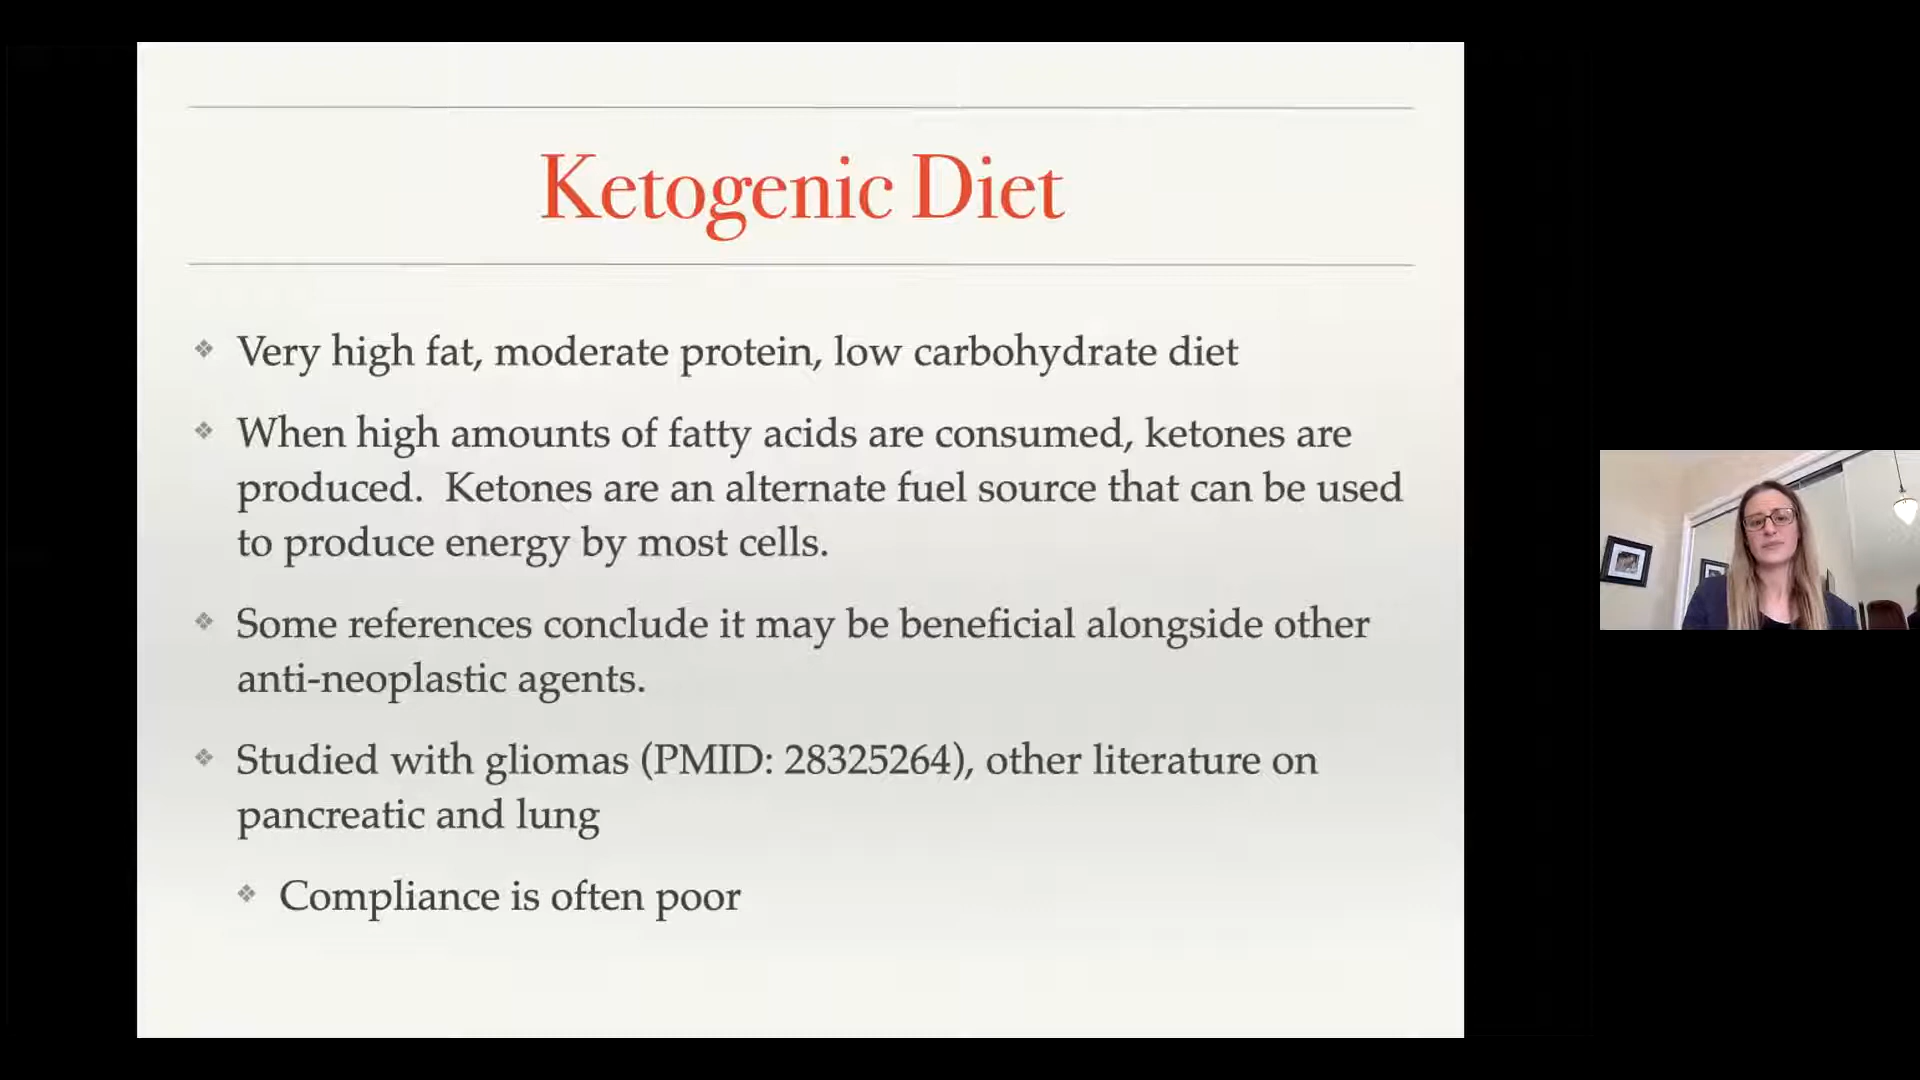 Ketogenic Diet
Very high fat, moderate protein, low carbohydrate diet
When high amounts of fatty acids are consumed, ketones are
produced.  Ketones are an alternate fuel source that can be used
to produce energy by most cells.
Some references conclude it may be beneficial alongside other
anti-neoplastic agents.
Studied with gliomas (PMID: 28325264), other literature on
pancreatic and lung
Compliance is often poor